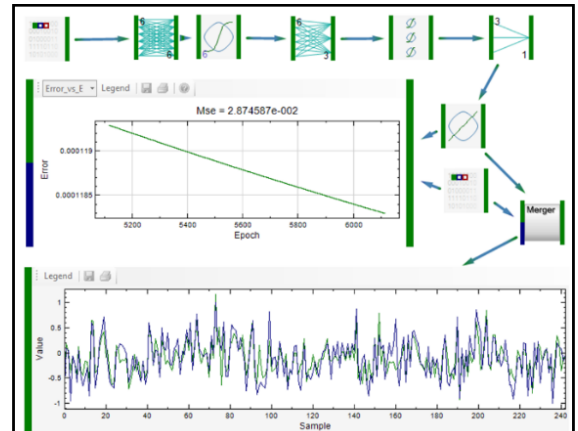 6
6
6
6
3
3
1
Error_vs_E Legend
Mse = 2.874587e-002
Error
0.000119
0.0001185
5200 5400 5600 5800 6000
Epoch
Merger
Legend
Value
1
0.5
0
-0.5
-1
0 20 40 60 80 100 120 140 160 180 200 220 240
Sample